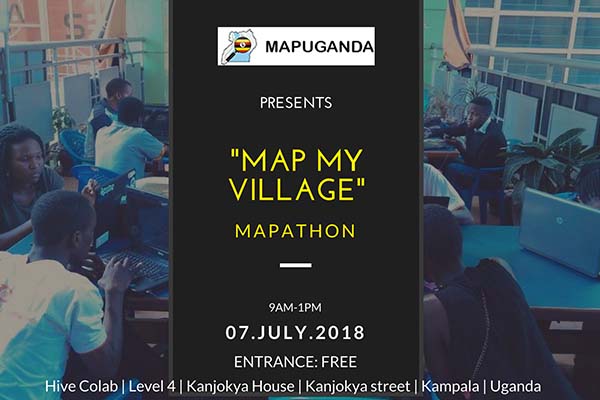 MAPUGANDA
PRESENTS
"MAP MY
VILLAGE"
MAPATHON
9AM-1PM
07.JULY.2018
ENTRANCE: FREE
Hive Colab | Level 4 | Kanjokya House | Kanjokya street | Kampala | Uganda